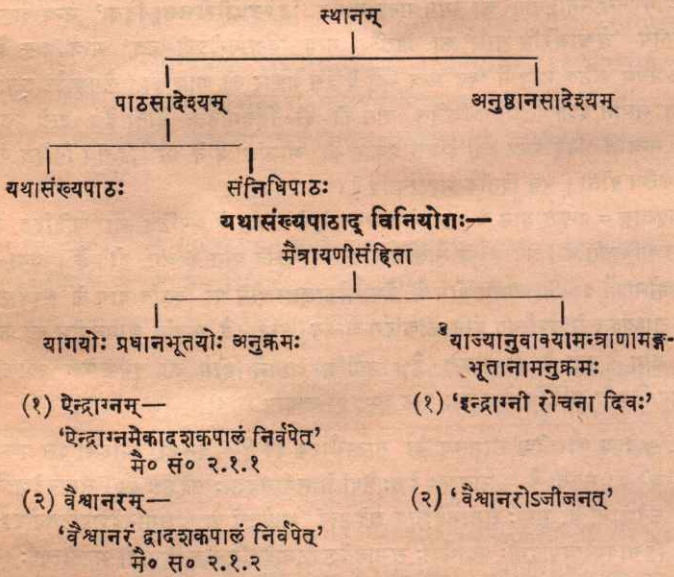 स्थानम्
पाठसादेश्यम् अनुष्ठानसादेश्यम्
यथासंख्यपाठः संनिधिपाठः
यथासंख्यपाठाद् विनियोगः—
मैत्रायणीसंहिता
यागयोः प्रधानभूतयोः अनुक्रमः याज्यानुवाक्यामन्त्राणामङ्ग-
भूतानामनुक्रमः
(१) ऐन्द्राग्नम्— (१) 'इन्द्राग्नी रोचना दिवः'
'ऐन्द्राग्नमेकादशकपालं निर्वपेत्'
मै० सं० २.१.१
(२) वैश्वानरम्— (२) 'वैश्वानरोऽजीजनत्'
'वैश्वानरं द्वादशकपालं निर्वपेत्'
मै० स० २.१.२